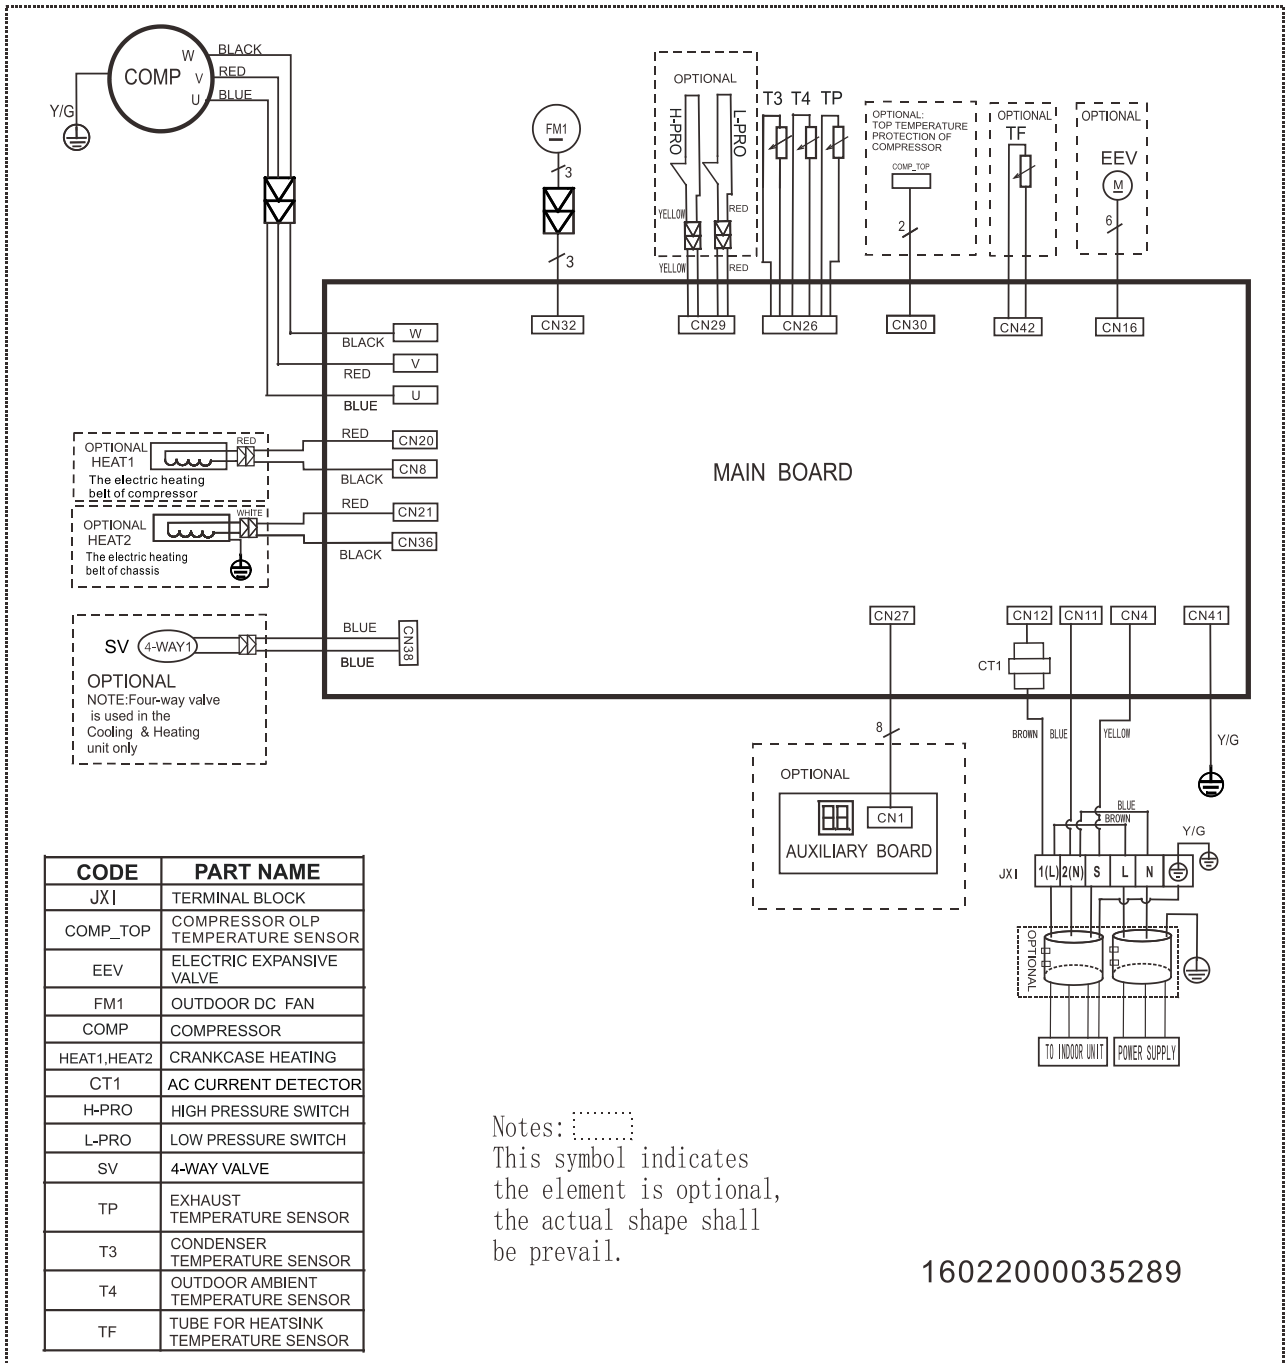 COMP
W
V
U
BLACK
RED
BLUE
Y/G
FM1
3
3
OPTIONAL
H-PRO
L-PRO
YELLOW
RED
YELLOW
RED
T3 T4 TP
OPTIONAL:
TOP TEMPERATURE
PROTECTION OF
COMPRESSOR
COMP_TOP
2
OPTIONAL
TF
OPTIONAL
EEV
M
6
CN32
CN29
CN26
CN30
CN42
CN16
W
BLACK
V
RED
U
BLUE
OPTIONAL
HEAT1
RED
The electric heating
belt of compressor
RED
CN20
CN8
BLACK
OPTIONAL
HEAT2
WHITE
The electric heating
belt of chassis
RED
CN21
CN36
BLACK
MAIN BOARD
SV
4-WAY1
OPTIONAL
NOTE:Four-way valve
is used in the
Cooling & Heating
unit only
BLUE
BLUE
CN38
CN27
CN12
CN11
CN4
CN41
CT1
BROWN
BLUE
YELLOW
Y/G
8
OPTIONAL
CN1
AUXILIARY BOARD
BLUE
BROWN
Y/G
JX1
1(L)
2(N)
S
L
N
OPTIONAL
TO INDOOR UNIT
POWER SUPPLY
CODE PART NAME
JX1 TERMINAL BLOCK
COMP_TOP COMPRESSOR OLP
TEMPERATURE SENSOR
EEV ELECTRIC EXPANSIVE
VALVE
FM1 OUTDOOR DC FAN
COMP COMPRESSOR
HEAT1,HEAT2 CRANKCASE HEATING
CT1 AC CURRENT DETECTOR
H-PRO HIGH PRESSURE SWITCH
L-PRO LOW PRESSURE SWITCH
SV 4-WAY VALVE
TP EXHAUST
TEMPERATURE SENSOR
T3 CONDENSER
TEMPERATURE SENSOR
T4 OUTDOOR AMBIENT
TEMPERATURE SENSOR
TF TUBE FOR HEATSINK
TEMPERATURE SENSOR
Notes:
This symbol indicates
the element is optional,
the actual shape shall
be prevail.
16022000035289